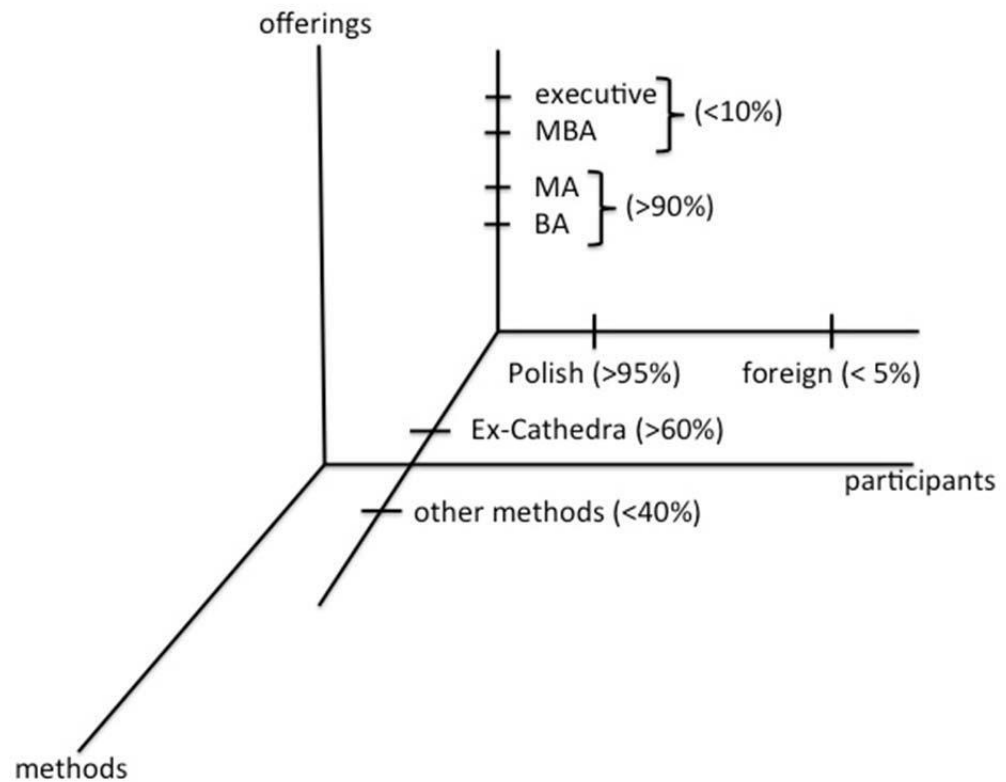 offerings
executive
MBA
(<10%)
MA
BA
(>90%)
Polish (>95%)
foreign (< 5%)
Ex-Cathedra (>60%)
participants
other methods (<40%)
methods